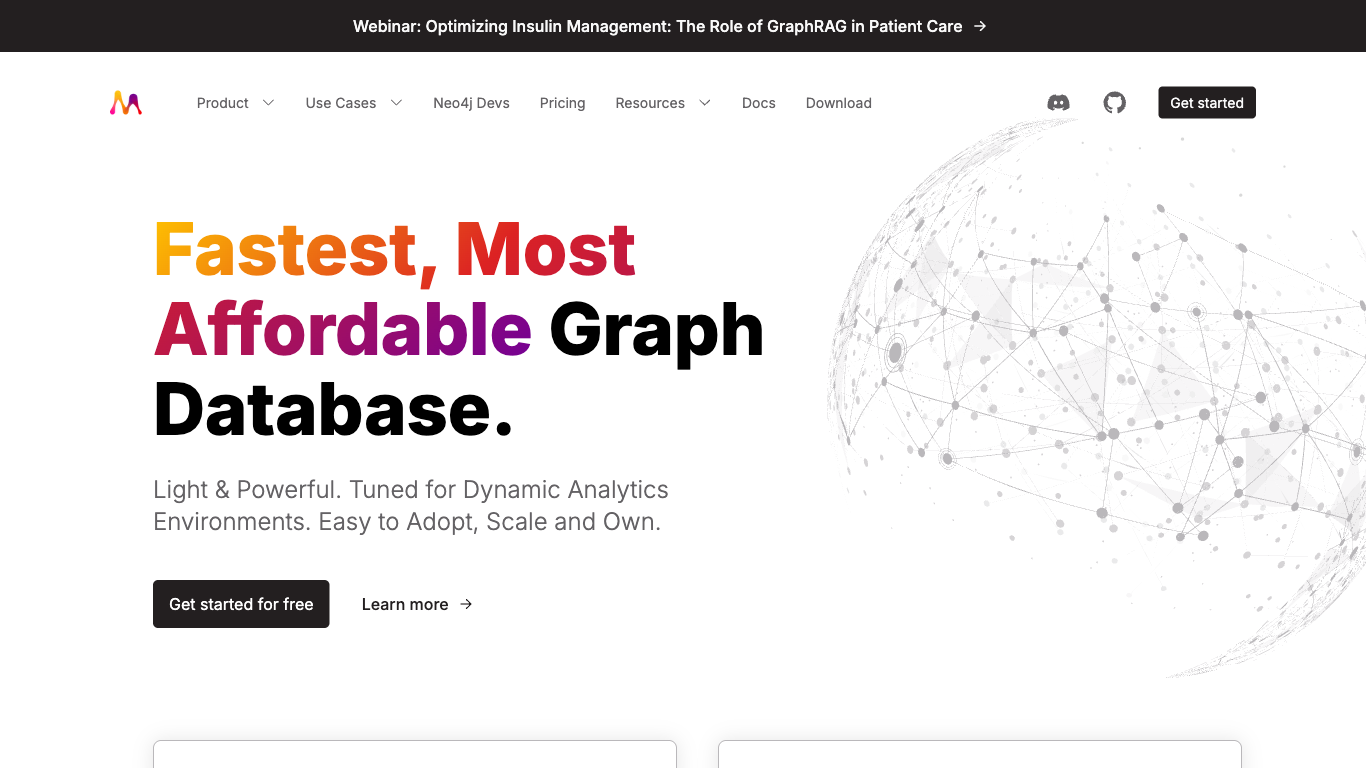 Webinar: Optimizing Insulin Management: The Role of GraphRAG in Patient Care →
Product Use Cases Neo4j Devs Pricing Resources Docs Download Get started
Fastest, Most
Affordable Graph
Database.
Light & Powerful. Tuned for Dynamic Analytics
Environments. Easy to Adopt, Scale and Own.
Get started for free Learn more →